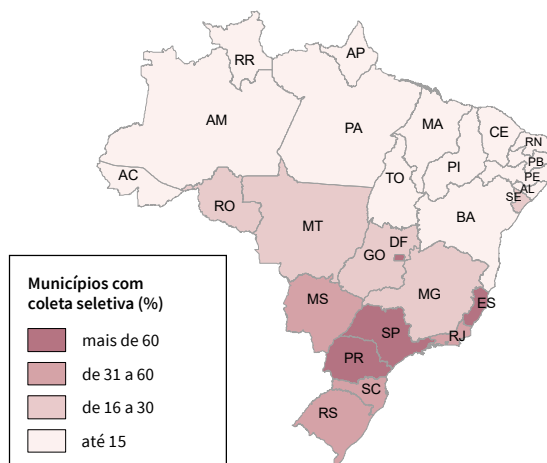 AP
RR
AM
PA
MA
CE
RN
PB
PE
AL
SE
PI
AC
TO
BA
RO
MT
DF
GO
MG
ES
MS
SP
RJ
PR
SC
RS
Municípios com
coleta seletiva (%)
mais de 60
de 31 a 60
de 16 a 30
até 15